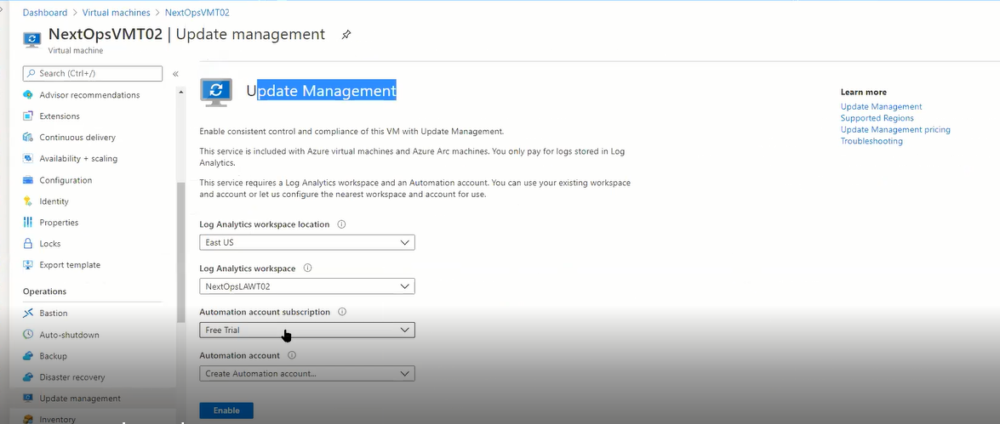 Dashboard > Virtual machines > NextOpsVMT02
NextOpsVMT02 | Update management
Virtual machine
Search (Ctrl+/)
«
Advisor recommendations
Extensions
Continuous delivery
Availability + scaling
Configuration
Identity
Properties
Locks
Export template
Operations
Bastion
Auto-shutdown
Backup
Disaster recovery
Update management
Inventory
Update Management
Enable consistent control and compliance of this VM with Update Management.
This service is included with Azure virtual machines and Azure Arc machines. You only pay for logs stored in Log
Analytics.
This service requires a Log Analytics workspace and an Automation account. You can use your existing workspace
and account or let us configure the nearest workspace and account for use.
Log Analytics workspace location
East US
Log Analytics workspace
NextOpsLAWT02
Automation account subscription
Free Trial
Automation account
Create Automation account...
Enable
Learn more
Update Management
Supported Regions
Update Management pricing
Troubleshooting